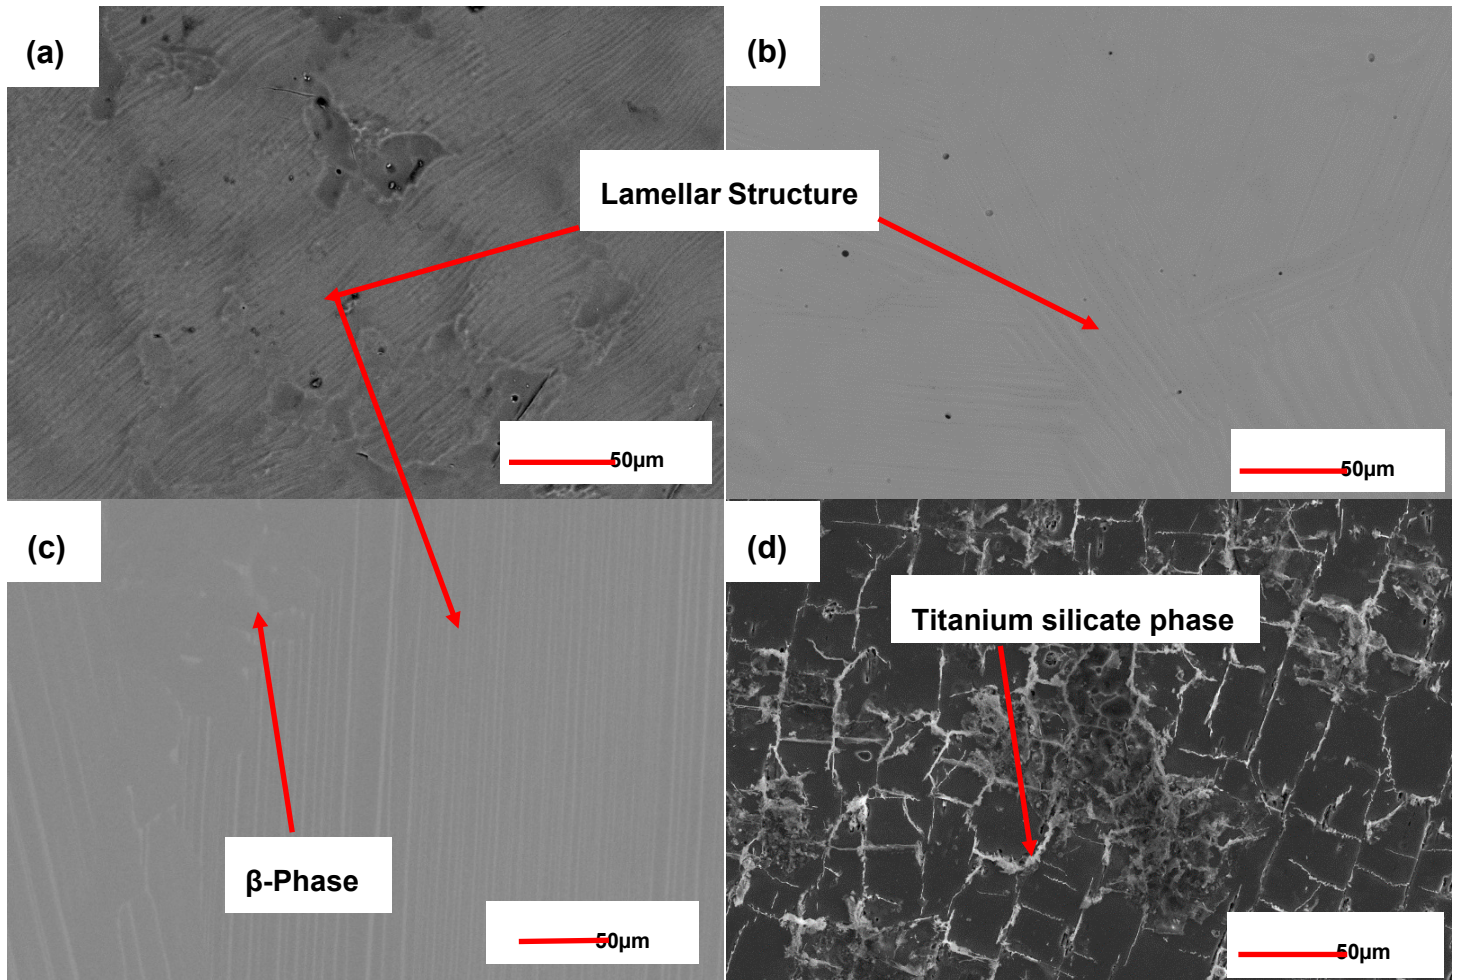 (a)
(b)
Lamellar Structure
50µm
50µm
(c)
(d)
Titanium silicate phase
β-Phase
50µm
50µm